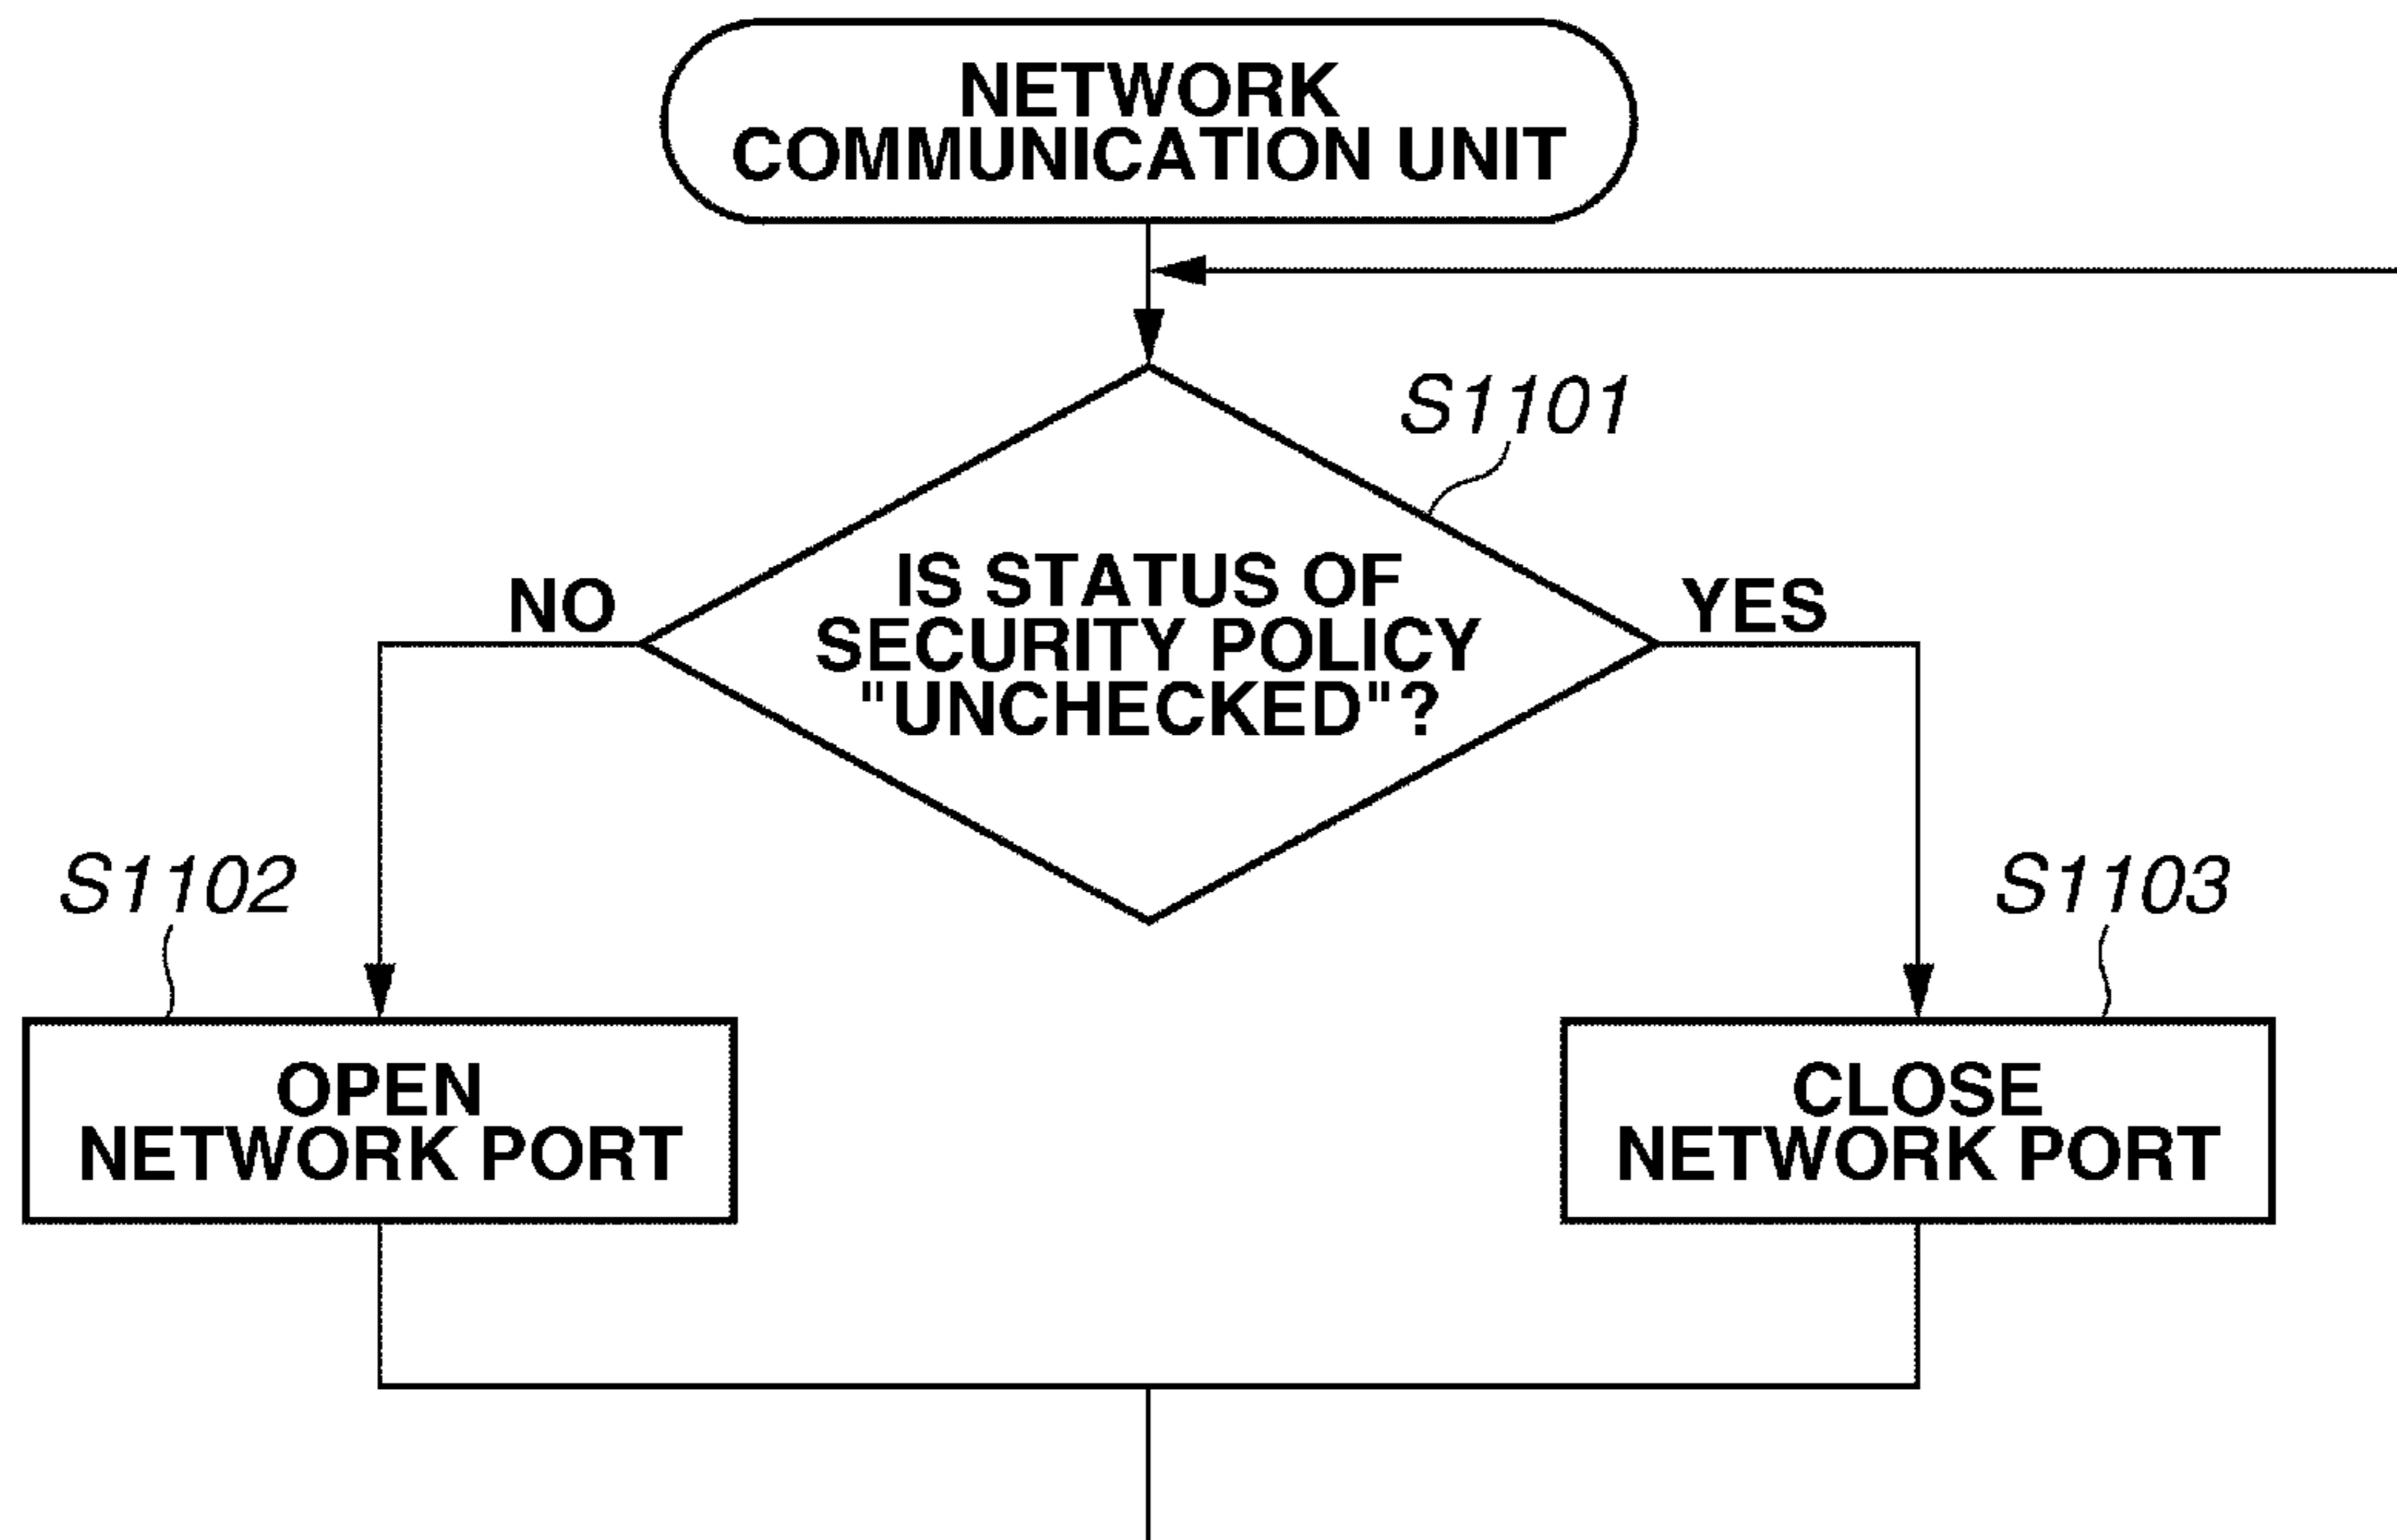 NETWORK
COMMUNICATION UNIT
S1101
IS STATUS OF
SECURITY POLICY
"UNCHECKED"?
NO
YES
S1102
S1103
OPEN
NETWORK PORT
CLOSE
NETWORK PORT